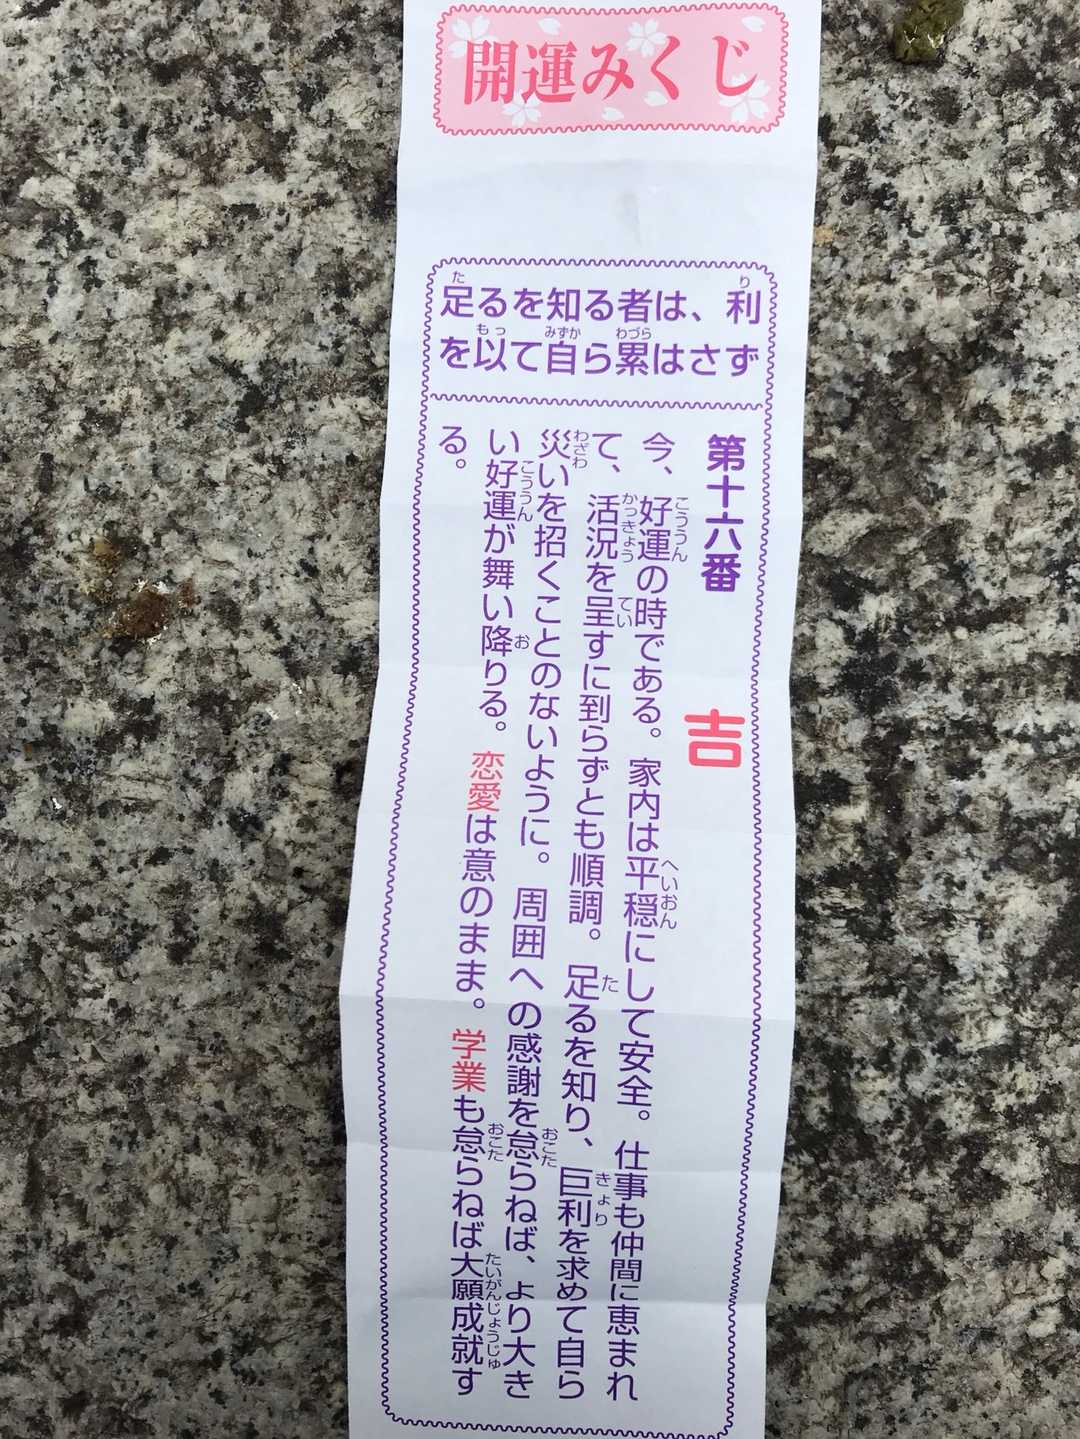 開運みくじ
足るを知る者は、利
を以て自ら累はさず
第十六番 吉
今、好運の時である。家内は平穏にして安全。仕事も仲間に恵まれ
て、活況を呈すに到らずとも順調。足るを知り、巨利を求めて自ら
災いを招くことのないように。周囲への感謝を怠らねば、より大き
い好運が舞い降りる。恋愛は意のまま。学業も怠らねば大願成就す
る。